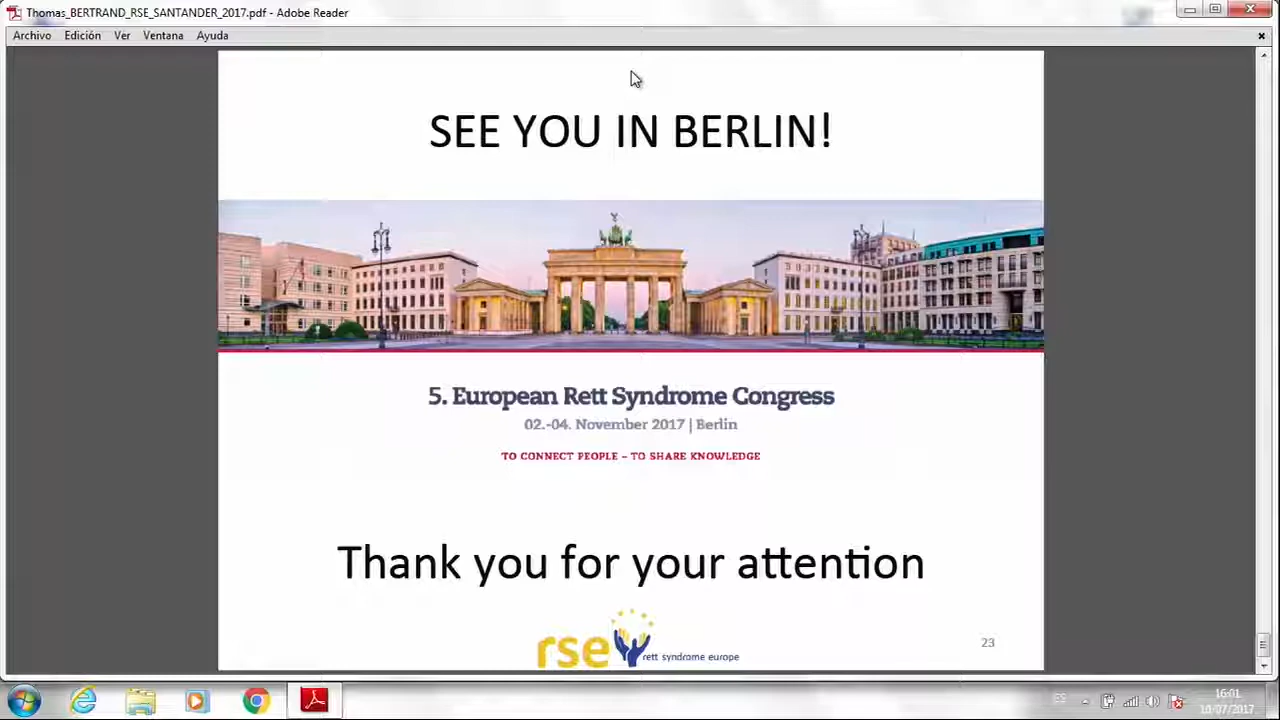 Thomas_BERTRAND_RSE_SANTANDER_2017.pdf - Adobe Reader
Archivo Edición Ver Ventana Ayuda
SEE YOU IN BERLIN!
5. European Rett Syndrome Congress
02.-04. November 2017 | Berlin
TO CONNECT PEOPLE – TO SHARE KNOWLEDGE
Thank you for your attention
rse rett syndrome europe
23
ES
16:01
10/07/2017